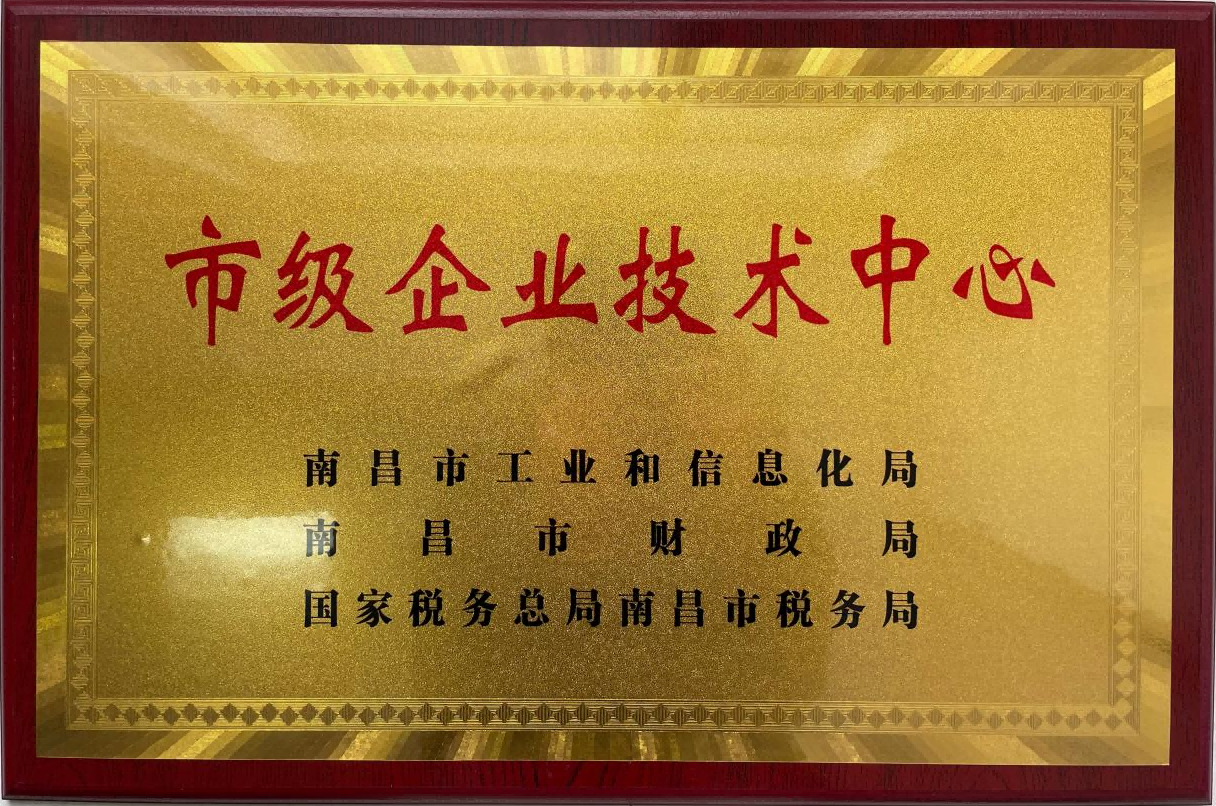 市级企业技术中心
南昌市工业和信息化局
南昌市财政局
国家税务总局南昌市税务局